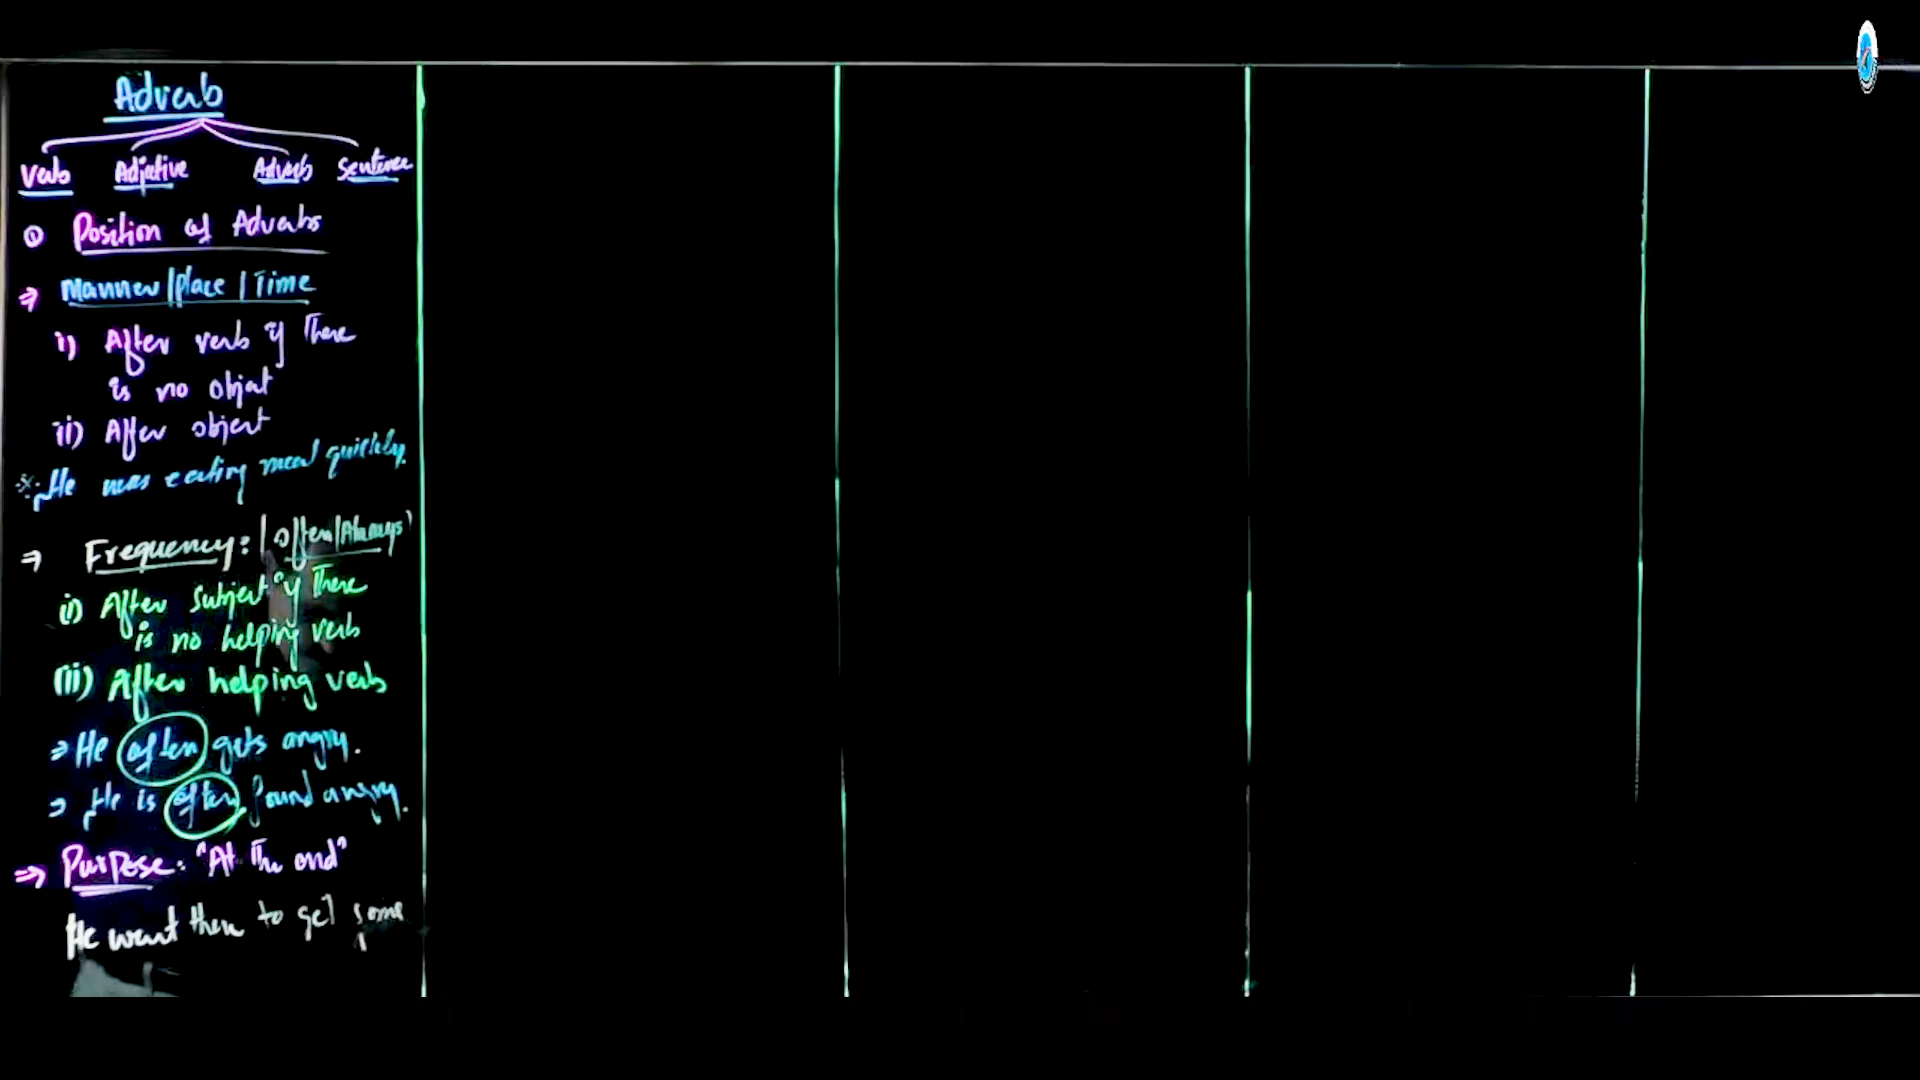 Adverb
Verb Adjective Adverb Sentence
① Position of Adverbs
⇒ Manner/Place/Time
i) After verb if There
is no object
ii) After object
※ He was eating meal quickly.
⇒ Frequency: (Often/Always)
(i) After subject if There
is no helping verb
(ii) After helping verb
⇒ He often gets angry.
⇒ He is often found angry.
⇒ Purpose: "At The end"
He went there to get some